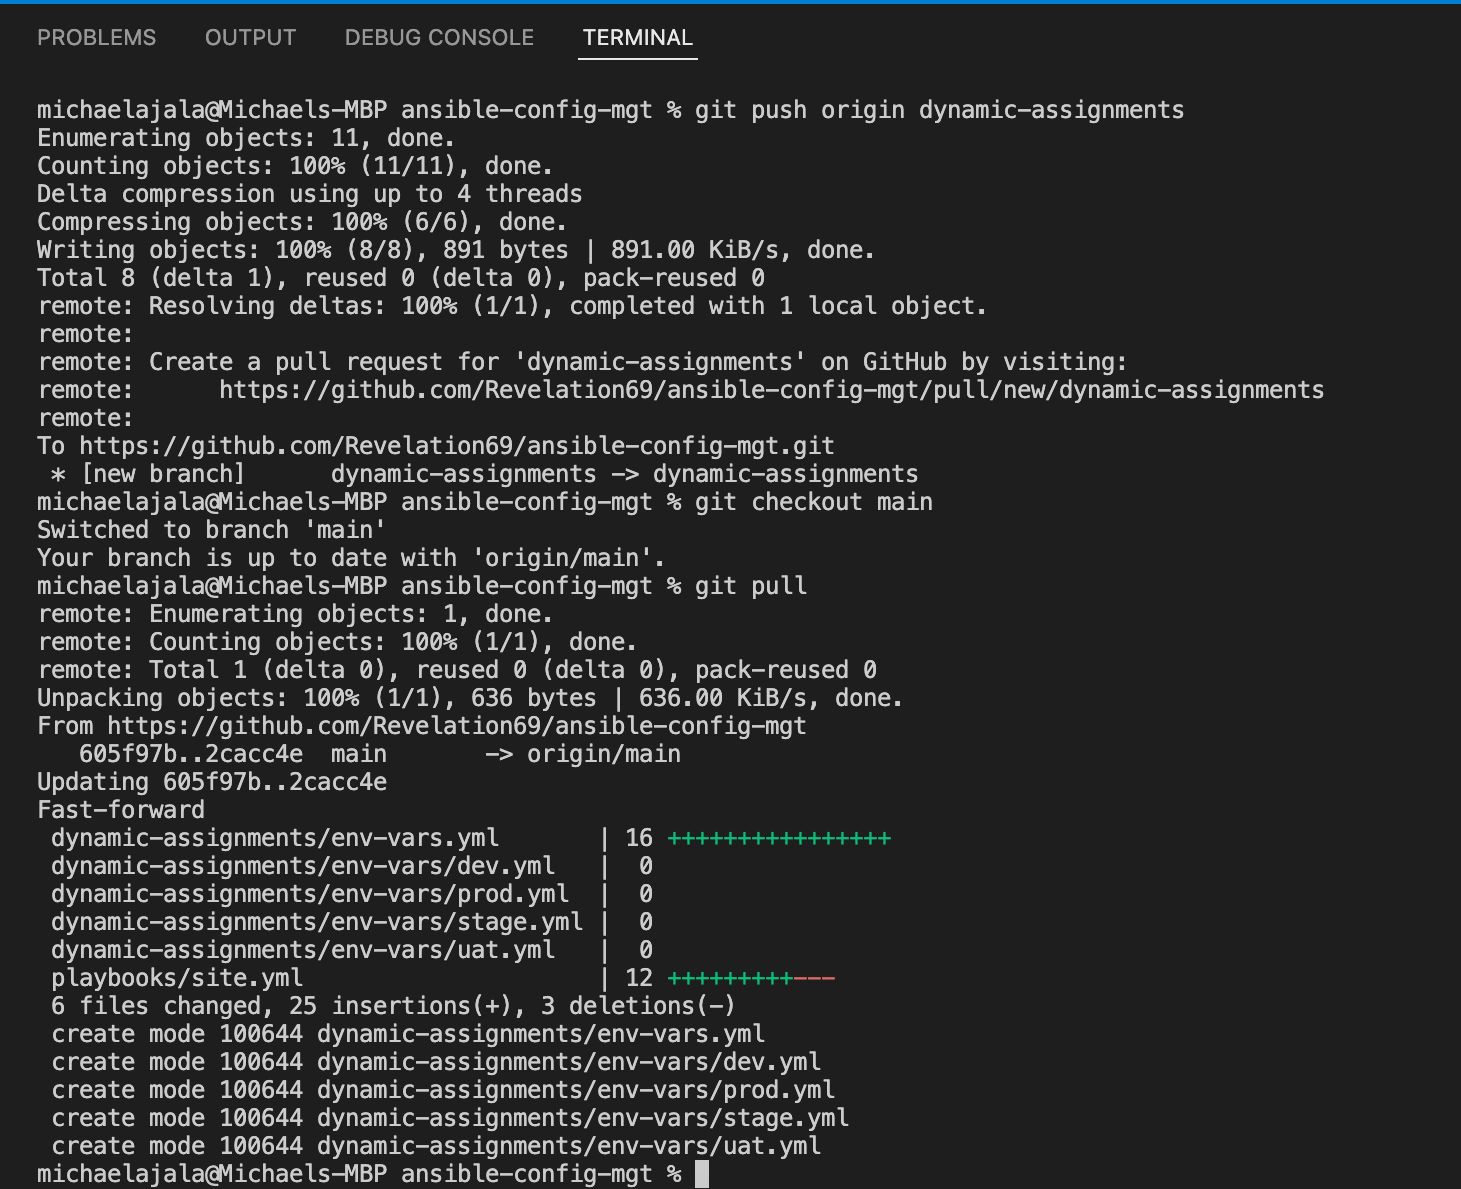 PROBLEMS OUTPUT DEBUG CONSOLE TERMINAL
michaelajala@Michaels-MBP ansible-config-mgt % git push origin dynamic-assignments
Enumerating objects: 11, done.
Counting objects: 100% (11/11), done.
Delta compression using up to 4 threads
Compressing objects: 100% (6/6), done.
Writing objects: 100% (8/8), 891 bytes | 891.00 KiB/s, done.
Total 8 (delta 1), reused 0 (delta 0), pack-reused 0
remote: Resolving deltas: 100% (1/1), completed with 1 local object.
remote:
remote: Create a pull request for 'dynamic-assignments' on GitHub by visiting:
remote:      https://github.com/Revelation69/ansible-config-mgt/pull/new/dynamic-assignments
remote:
To https://github.com/Revelation69/ansible-config-mgt.git
 * [new branch]      dynamic-assignments -> dynamic-assignments
michaelajala@Michaels-MBP ansible-config-mgt % git checkout main
Switched to branch 'main'
Your branch is up to date with 'origin/main'.
michaelajala@Michaels-MBP ansible-config-mgt % git pull
remote: Enumerating objects: 1, done.
remote: Counting objects: 100% (1/1), done.
remote: Total 1 (delta 0), reused 0 (delta 0), pack-reused 0
Unpacking objects: 100% (1/1), 636 bytes | 636.00 KiB/s, done.
From https://github.com/Revelation69/ansible-config-mgt
   605f97b..2cacc4e  main       -> origin/main
Updating 605f97b..2cacc4e
Fast-forward
 dynamic-assignments/env-vars.yml       | 16 ++++++++++++++++
 dynamic-assignments/env-vars/dev.yml   |  0
 dynamic-assignments/env-vars/prod.yml  |  0
 dynamic-assignments/env-vars/stage.yml |  0
 dynamic-assignments/env-vars/uat.yml   |  0
 playbooks/site.yml                     | 12 +++++++++---
 6 files changed, 25 insertions(+), 3 deletions(-)
 create mode 100644 dynamic-assignments/env-vars.yml
 create mode 100644 dynamic-assignments/env-vars/dev.yml
 create mode 100644 dynamic-assignments/env-vars/prod.yml
 create mode 100644 dynamic-assignments/env-vars/stage.yml
 create mode 100644 dynamic-assignments/env-vars/uat.yml
michaelajala@Michaels-MBP ansible-config-mgt %